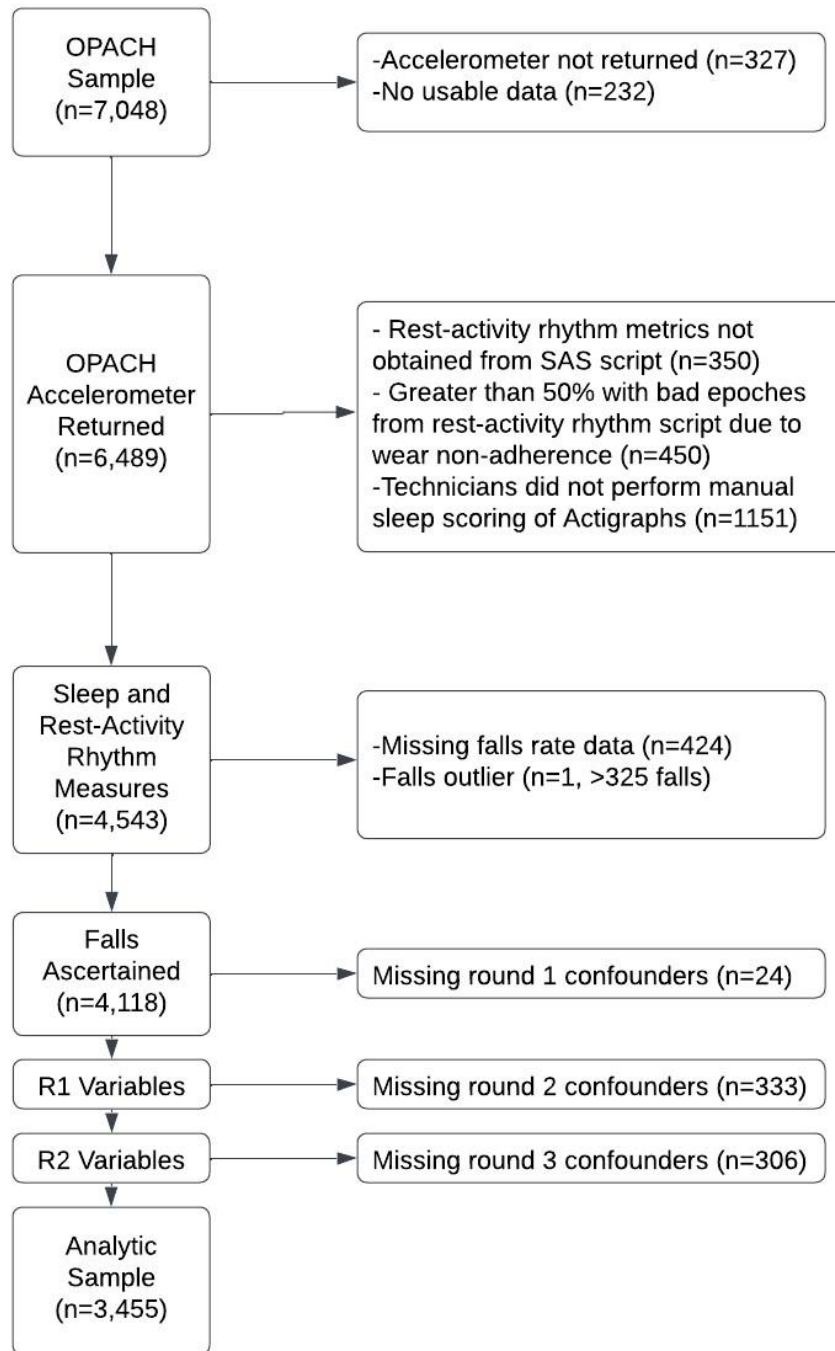 OPACH
Sample
(n=7,048)
-Accelerometer not returned (n=327)
-No usable data (n=232)
OPACH
Accelerometer
Returned
(n=6,489)
- Rest-activity rhythm metrics not
obtained from SAS script (n=350)
- Greater than 50% with bad epoches
from rest-activity rhythm script due to
wear non-adherence (n=450)
-Technicians did not perform manual
sleep scoring of Actigraphs (n=1151)
Sleep and
Rest-Activity
Rhythm
Measures
(n=4,543)
-Missing falls rate data (n=424)
-Falls outlier (n=1, >325 falls)
Falls
Ascertained
(n=4,118)
Missing round 1 confounders (n=24)
R1 Variables
Missing round 2 confounders (n=333)
R2 Variables
Missing round 3 confounders (n=306)
Analytic
Sample
(n=3,455)